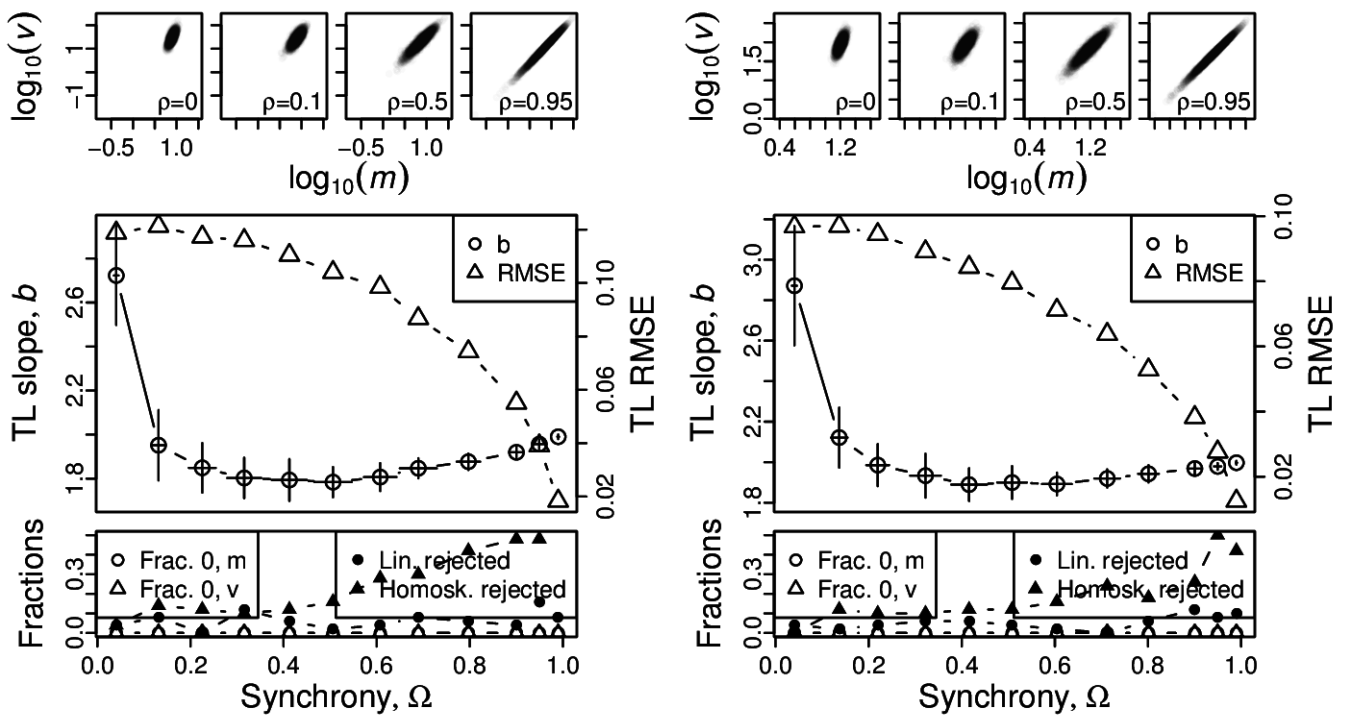 log10(v)
1
−1
ρ=0
ρ=0.1
ρ=0.5
ρ=0.95
−0.5 1.0
−0.5 1.0
log10(m)
TL slope, b
2.6
2.2
1.8
b
RMSE
0.10
0.06
0.02
TL RMSE
Fractions
0.3
0.0
Frac. 0, m
Frac. 0, v
Lin. rejected
Homosk. rejected
0.0 0.2 0.4 0.6 0.8 1.0
Synchrony, Ω
log10(v)
1.5
0.0
ρ=0
ρ=0.1
ρ=0.5
ρ=0.95
0.4 1.2
0.4 1.2
log10(m)
TL slope, b
3.0
2.6
2.2
1.8
b
RMSE
0.10
0.06
0.02
TL RMSE
Fractions
0.3
0.0
Frac. 0, m
Frac. 0, v
Lin. rejected
Homosk. rejected
0.0 0.2 0.4 0.6 0.8 1.0
Synchrony, Ω